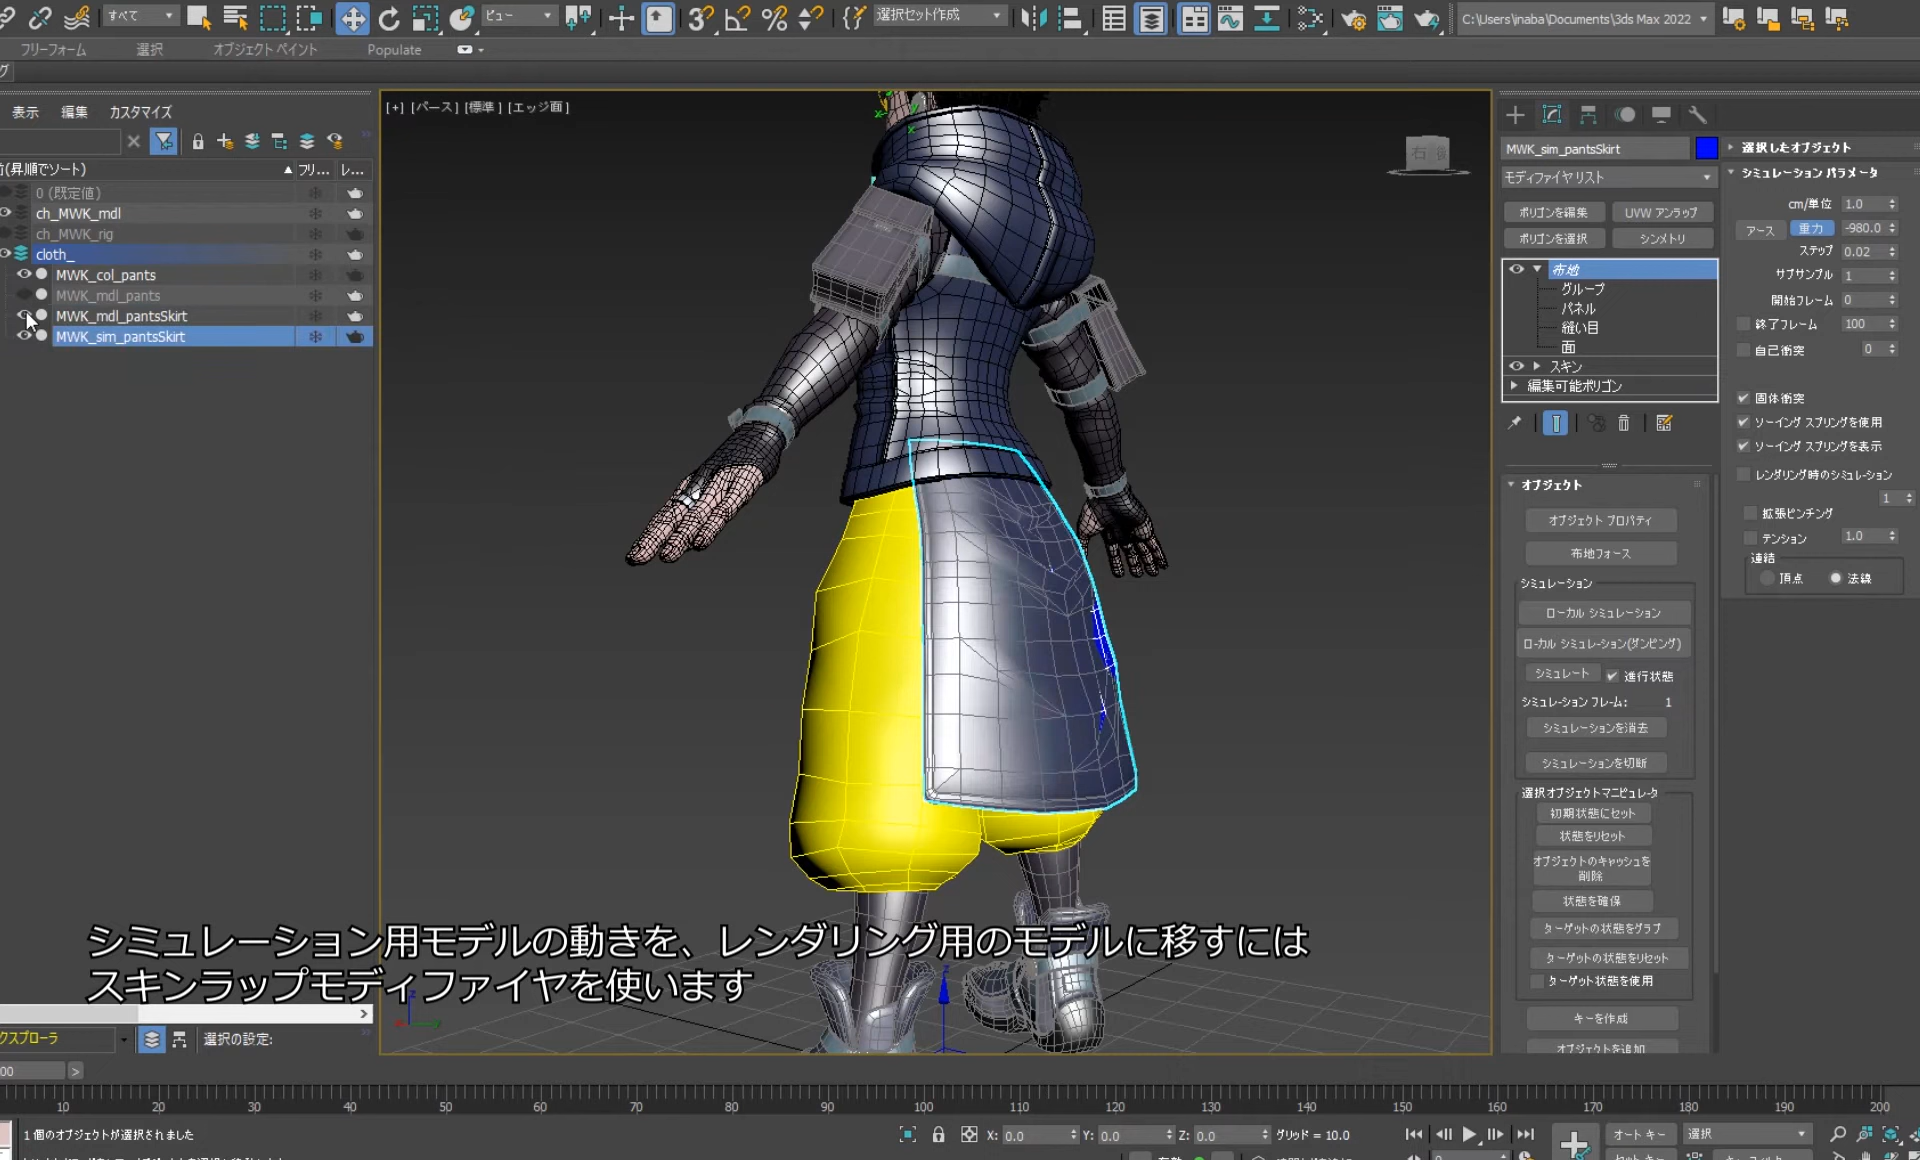 すべて
ビュー
選択セット作成
C:\Users\inaba\Documents\3ds Max 2022
フリーフォーム
選択
オブジェクト ペイント
Populate
表示
編集
カスタマイズ
[+] [パース] [標準] [エッジ面]
(昇順でソート)
フリ...
レ...
0 (既定値)
ch_MWK_mdl
ch_MWK_rig
cloth_
MWK_col_pants
MWK_mdl_pants
MWK_mdl_pantsSkirt
MWK_sim_pantsSkirt
右
MWK_sim_pantsSkirt
モディファイヤ リスト
ポリゴンを編集
UVW アンラップ
ポリゴンを選択
シンメトリ
布地
グループ
パネル
縫い目
面
スキン
編集可能ポリゴン
オブジェクト
オブジェクト プロパティ
布地フォース
シミュレーション
ローカル シミュレーション
ローカル シミュレーション(ダンピング)
シミュレート
進行状態
シミュレーション フレーム: 1
シミュレーションを消去
シミュレーションを切断
選択オブジェクトマニピュレータ
初期状態にセット
状態をリセット
オブジェクトのキャッシュを
削除
状態を確保
ターゲットの状態をグラブ
ターゲットの状態をリセット
ターゲット状態を使用
キーを作成
オブジェクトを追加
選択したオブジェクト
シミュレーション パラメータ
cm/単位 1.0
アース
重力
-980.0
ステップ 0.02
サブサンプル 1
開始フレーム 0
終了フレーム 100
自己衝突 0
固体衝突
ソーイング スプリングを使用
ソーイング スプリングを表示
レンダリング時のシミュレーション
1
拡張ピンチング
テンション 1.0
連結
頂点
法線
シミュレーション用モデルの動きを、レンダリング用のモデルに移すには
スキンラップモディファイヤを使います
クスプローラ
選択の設定:
00
>
10 20 30 40 50 60 70 80 90 100 110 120 130 140 150 160 170 180 190 200
1 個のオブジェクトが選択されました
X: 0.0
Y: 0.0
Z: 0.0
グリッド = 10.0
オート キー
選択